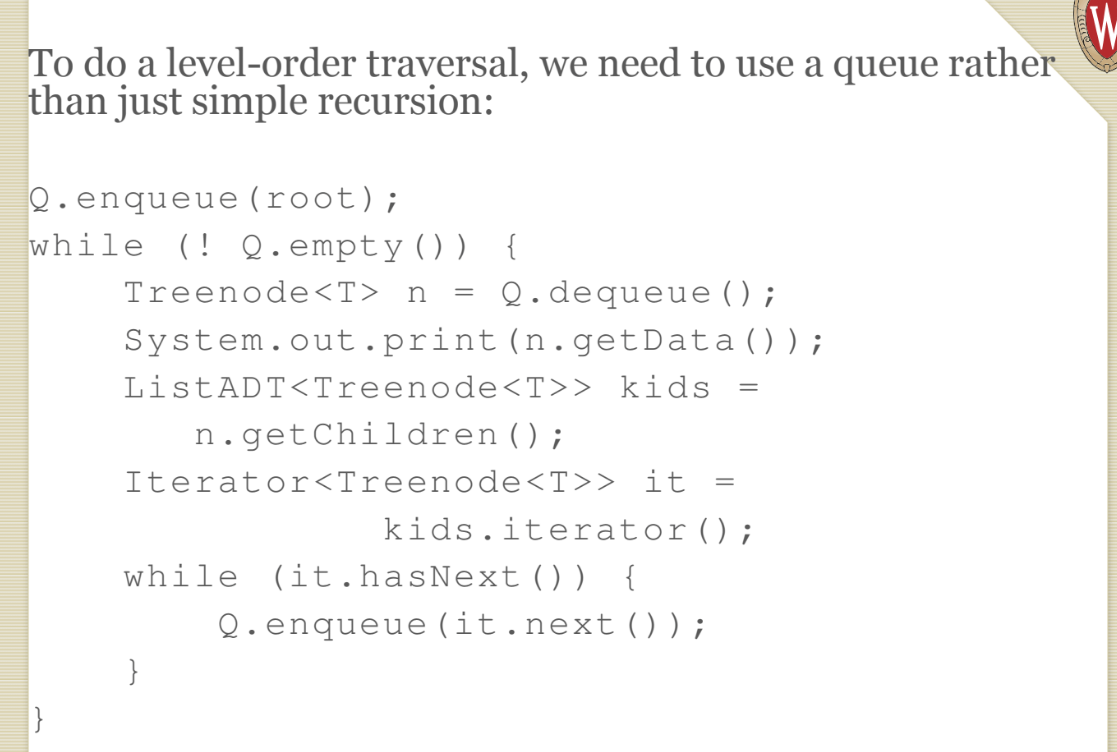 To do a level-order traversal, we need to use a queue rather
than just simple recursion:
Q.enqueue(root);
while (! Q.empty()) {
Treenode<T> n = Q.dequeue();
System.out.print(n.getData());
ListADT<Treenode<T>> kids =
n.getChildren();
Iterator<Treenode<T>> it =
kids.iterator();
while (it.hasNext()) {
Q.enqueue(it.next());
}
}
W